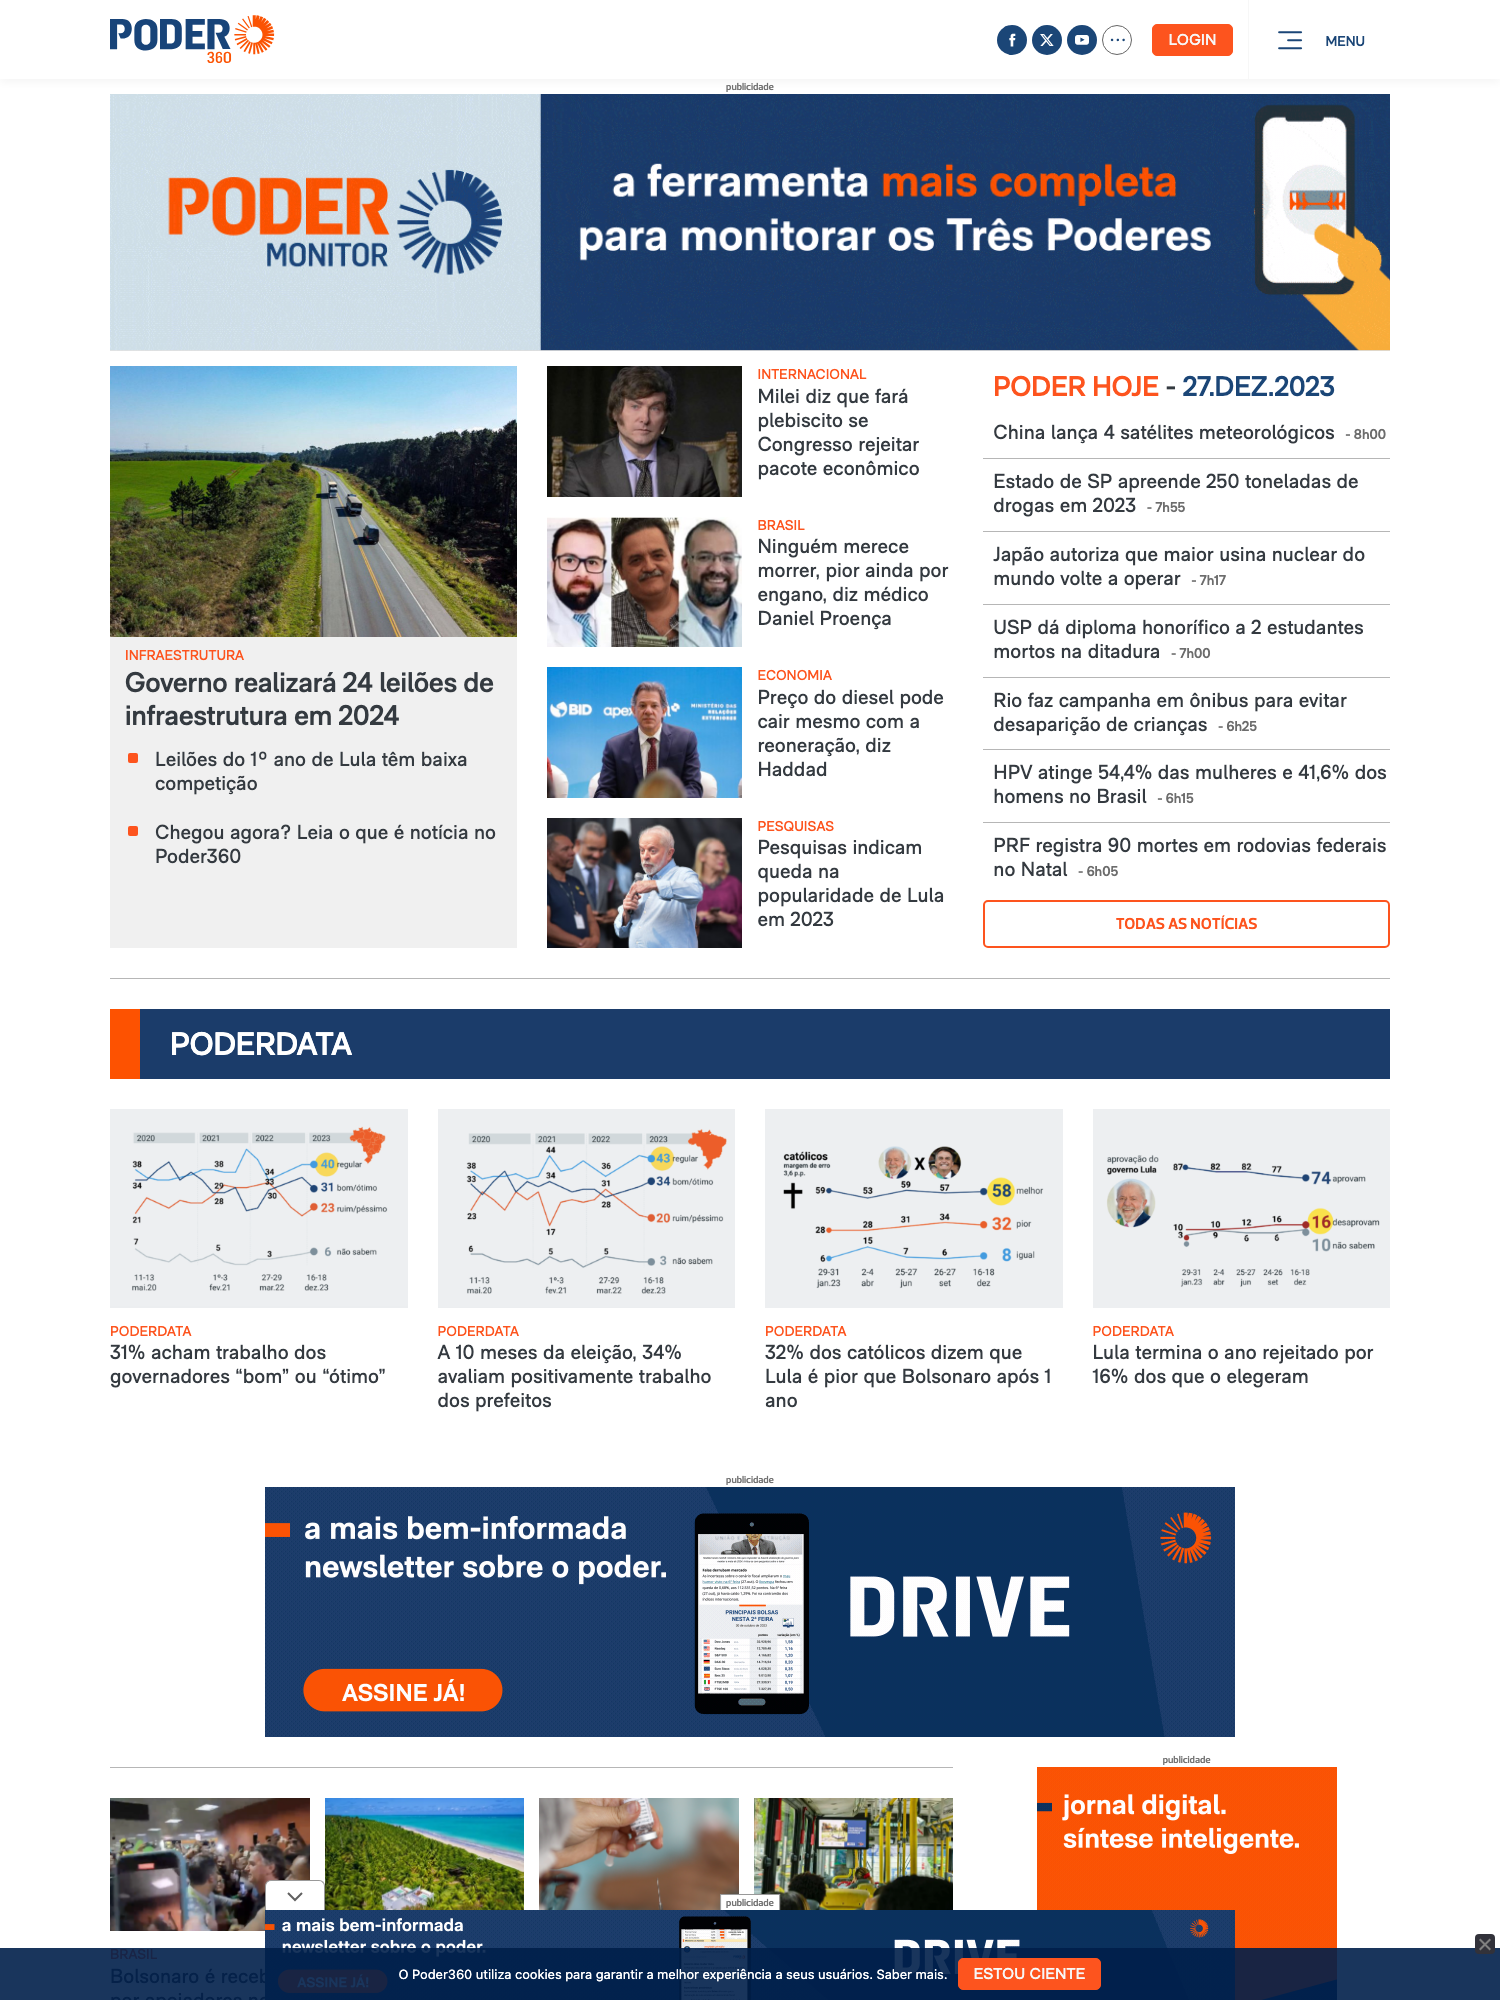 PODER
360
LOGIN
MENU
publicidade
PODER
MONITOR
a ferramenta mais completa
para monitorar os Três Poderes
INFRAESTRUTURA
Governo realizará 24 leilões de
infraestrutura em 2024
Leilões do 1º ano de Lula têm baixa
competição
Chegou agora? Leia o que é notícia no
Poder360
INTERNACIONAL
Milei diz que fará
plebiscito se
Congresso rejeitar
pacote econômico
BRASIL
Ninguém merece
morrer, pior ainda por
engano, diz médico
Daniel Proença
BID
MINISTÉRIO DAS
RELAÇÕES
EXTERIORES
ECONOMIA
Preço do diesel pode
cair mesmo com a
reoneração, diz
Haddad
PESQUISAS
Pesquisas indicam
queda na
popularidade de Lula
em 2023
PODER HOJE - 27.DEZ.2023
China lança 4 satélites meteorológicos - 8h00
Estado de SP apreende 250 toneladas de
drogas em 2023 - 7h55
Japão autoriza que maior usina nuclear do
mundo volte a operar - 7h17
USP dá diploma honorífico a 2 estudantes
mortos na ditadura - 7h00
Rio faz campanha em ônibus para evitar
desaparição de crianças - 6h25
HPV atinge 54,4% das mulheres e 41,6% dos
homens no Brasil - 6h15
PRF registra 90 mortes em rodovias federais
no Natal - 6h05
TODAS AS NOTÍCIAS
PODERDATA
2020 2021 2022 2023
38 38 34 40 regular
34 29 33 31 bom/ótimo
21 28 30 23 ruim/péssimo
7 5 3 6 não sabem
11-13 1º-3 27-29 16-18
mai.20 fev.21 mar.22 dez.23
PODERDATA
31% acham trabalho dos
governadores “bom” ou “ótimo”
2020 2021 2022 2023
38 44 36 43 regular
33 34 31 34 bom/ótimo
23 17 28 20 ruim/péssimo
6 5 5 3 não sabem
11-13 1º-3 27-29 16-18
mai.20 fev.21 mar.22 dez.23
PODERDATA
A 10 meses da eleição, 34%
avaliam positivamente trabalho
dos prefeitos
católicos
margem de erro
3,6 p.p.
X
59 53 59 57 58 melhor
28 28 31 34 32 pior
6 15 7 6 8 igual
29-31 2-4 25-27 26-27 16-18
jan.23 abr jun set dez
PODERDATA
32% dos católicos dizem que
Lula é pior que Bolsonaro após 1
ano
aprovação do
governo Lula
87 82 82 77 74 aprovam
10 10 12 16 16 desaprovam
3 9 6 6 10 não sabem
29-31 2-4 25-27 24-26 16-18
jan.23 abr jun set dez
PODERDATA
Lula termina o ano rejeitado por
16% dos que o elegeram
publicidade
a mais bem-informada
newsletter sobre o poder.
ASSINE JÁ!
PRINCIPAIS BOLSAS
NESTA 2ª FEIRA
DRIVE
publicidade
jornal digital.
síntese inteligente.
publicidade
a mais bem-informada
newsletter sobre o poder.
DRIVE
ASSINE JÁ!
BRASIL
Bolsonaro é receb
O Poder360 utiliza cookies para garantir a melhor experiência a seus usuários. Saber mais.
ESTOU CIENTE